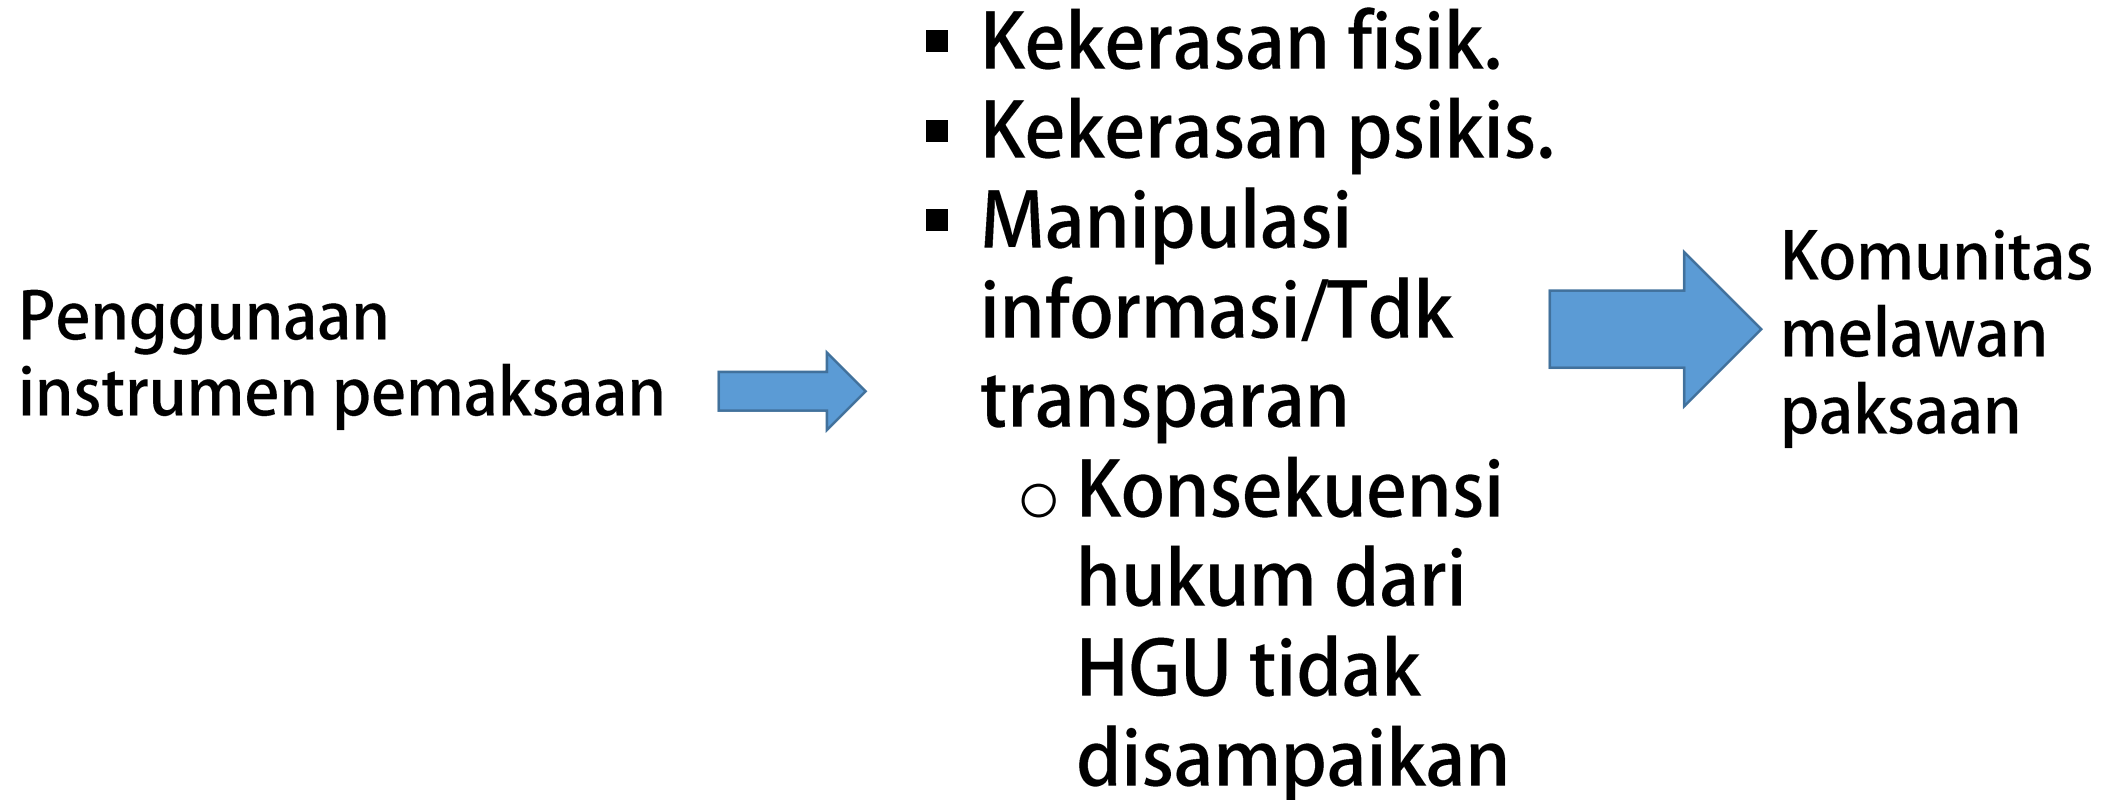 Penggunaan
instrumen pemaksaan
▪ Kekerasan fisik.
▪ Kekerasan psikis.
▪ Manipulasi
informasi/Tdk
transparan
o Konsekuensi
hukum dari
HGU tidak
disampaikan
Komunitas
melawan
paksaan